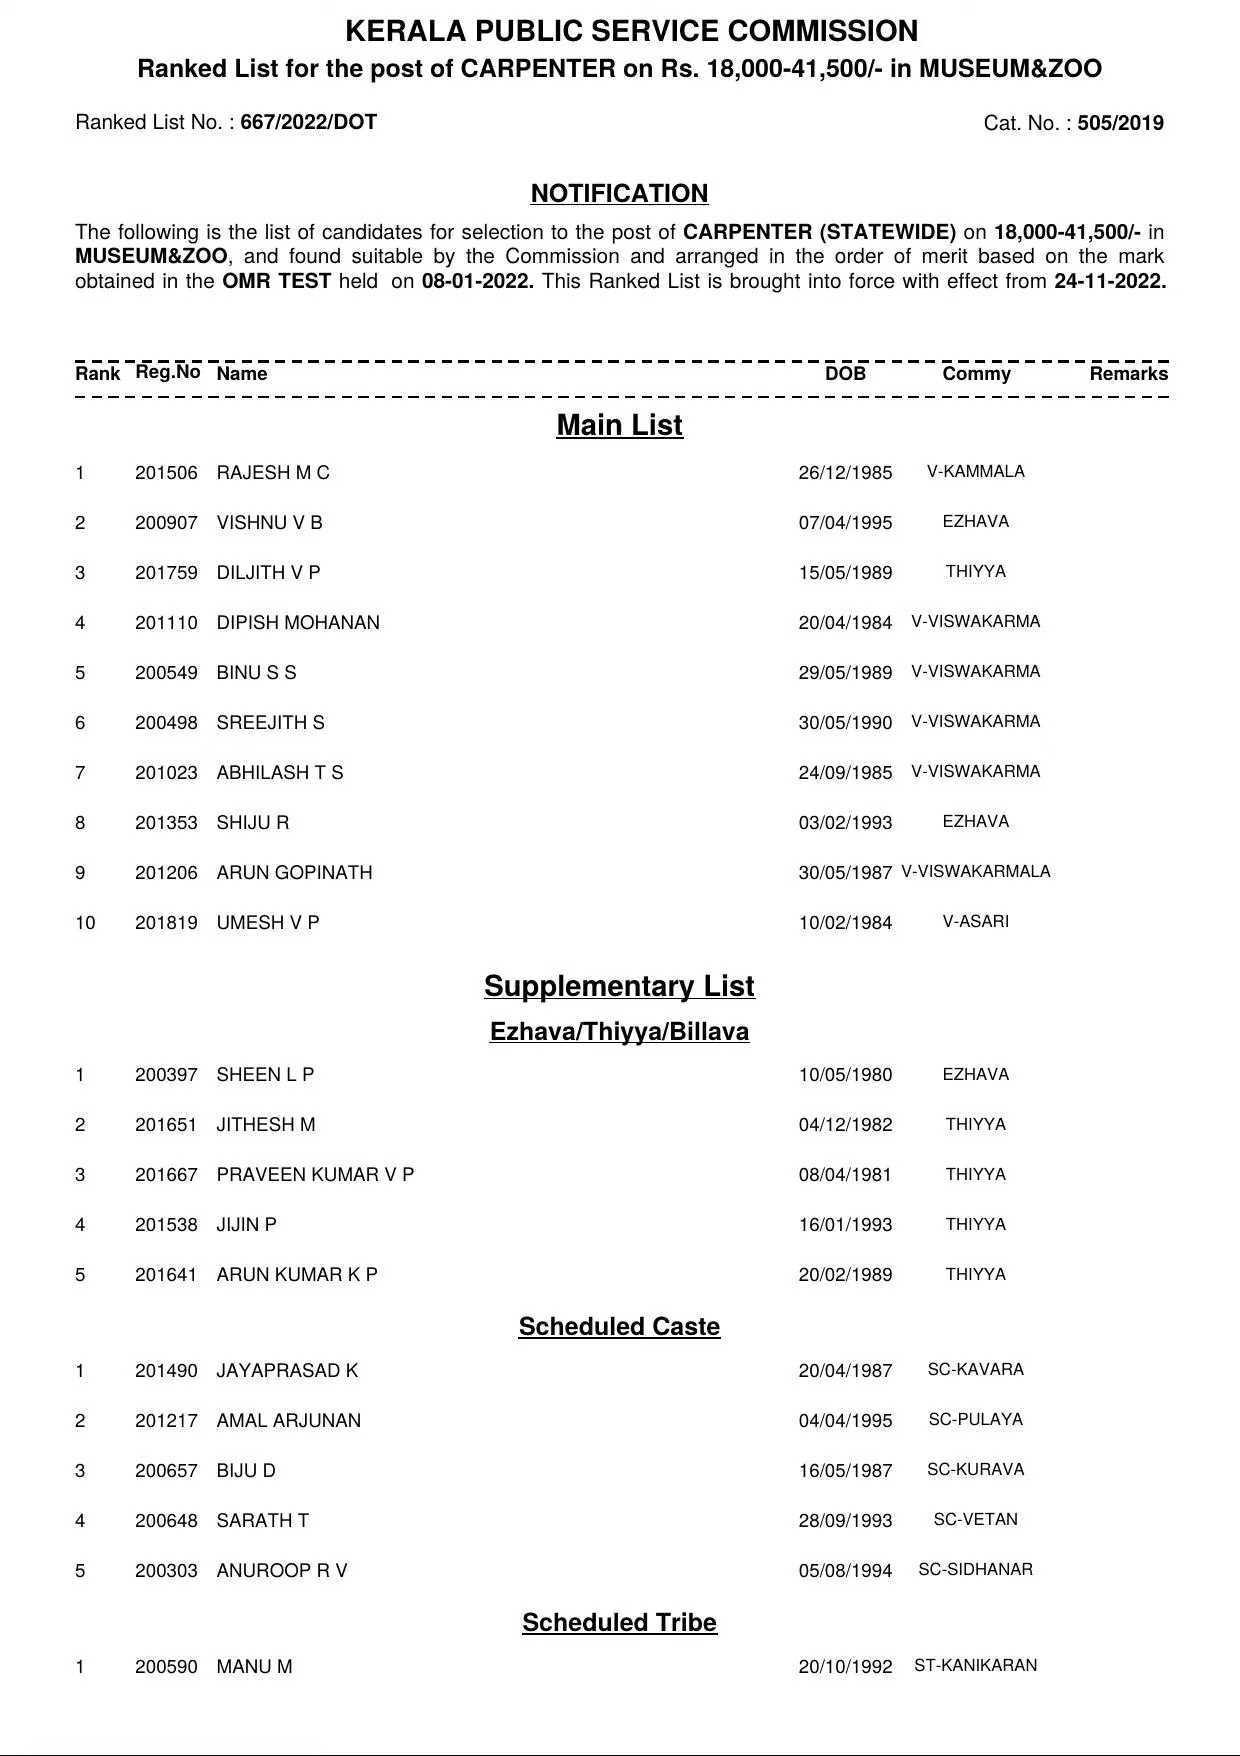 KERALA PUBLIC SERVICE COMMISSION
Ranked List for the post of CARPENTER on Rs. 18,000-41,500/- in MUSEUM&ZOO
Ranked List No. : 667/2022/DOT Cat. No. : 505/2019
NOTIFICATION
The following is the list of candidates for selection to the post of CARPENTER (STATEWIDE) on 18,000-41,500/- in
MUSEUM&ZOO, and found suitable by the Commission and arranged in the order of merit based on the mark
obtained in the OMR TEST held on 08-01-2022. This Ranked List is brought into force with effect from 24-11-2022.
Rank Reg.No Name DOB Commy Remarks
Main List
1 201506 RAJESH M C 26/12/1985 V-KAMMALA
2 200907 VISHNU V B 07/04/1995 EZHAVA
3 201759 DILJITH V P 15/05/1989 THIYYA
4 201110 DIPISH MOHANAN 20/04/1984 V-VISWAKARMA
5 200549 BINU S S 29/05/1989 V-VISWAKARMA
6 200498 SREEJITH S 30/05/1990 V-VISWAKARMA
7 201023 ABHILASH T S 24/09/1985 V-VISWAKARMA
8 201353 SHIJU R 03/02/1993 EZHAVA
9 201206 ARUN GOPINATH 30/05/1987 V-VISWAKARMALA
10 201819 UMESH V P 10/02/1984 V-ASARI
Supplementary List
Ezhava/Thiyya/Billava
1 200397 SHEEN L P 10/05/1980 EZHAVA
2 201651 JITHESH M 04/12/1982 THIYYA
3 201667 PRAVEEN KUMAR V P 08/04/1981 THIYYA
4 201538 JIJIN P 16/01/1993 THIYYA
5 201641 ARUN KUMAR K P 20/02/1989 THIYYA
Scheduled Caste
1 201490 JAYAPRASAD K 20/04/1987 SC-KAVARA
2 201217 AMAL ARJUNAN 04/04/1995 SC-PULAYA
3 200657 BIJU D 16/05/1987 SC-KURAVA
4 200648 SARATH T 28/09/1993 SC-VETAN
5 200303 ANUROOP R V 05/08/1994 SC-SIDHANAR
Scheduled Tribe
1 200590 MANU M 20/10/1992 ST-KANIKARAN